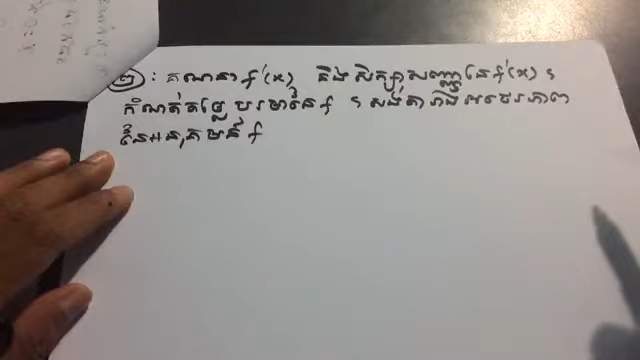 ២ : គណនា f'(x) និងសិក្សាសញ្ញានៃ f'(x) ។
កំណត់តម្លៃបរមានៃ f ។ សង់តារាងអថេរភាព
នៃអនុគមន៍ f